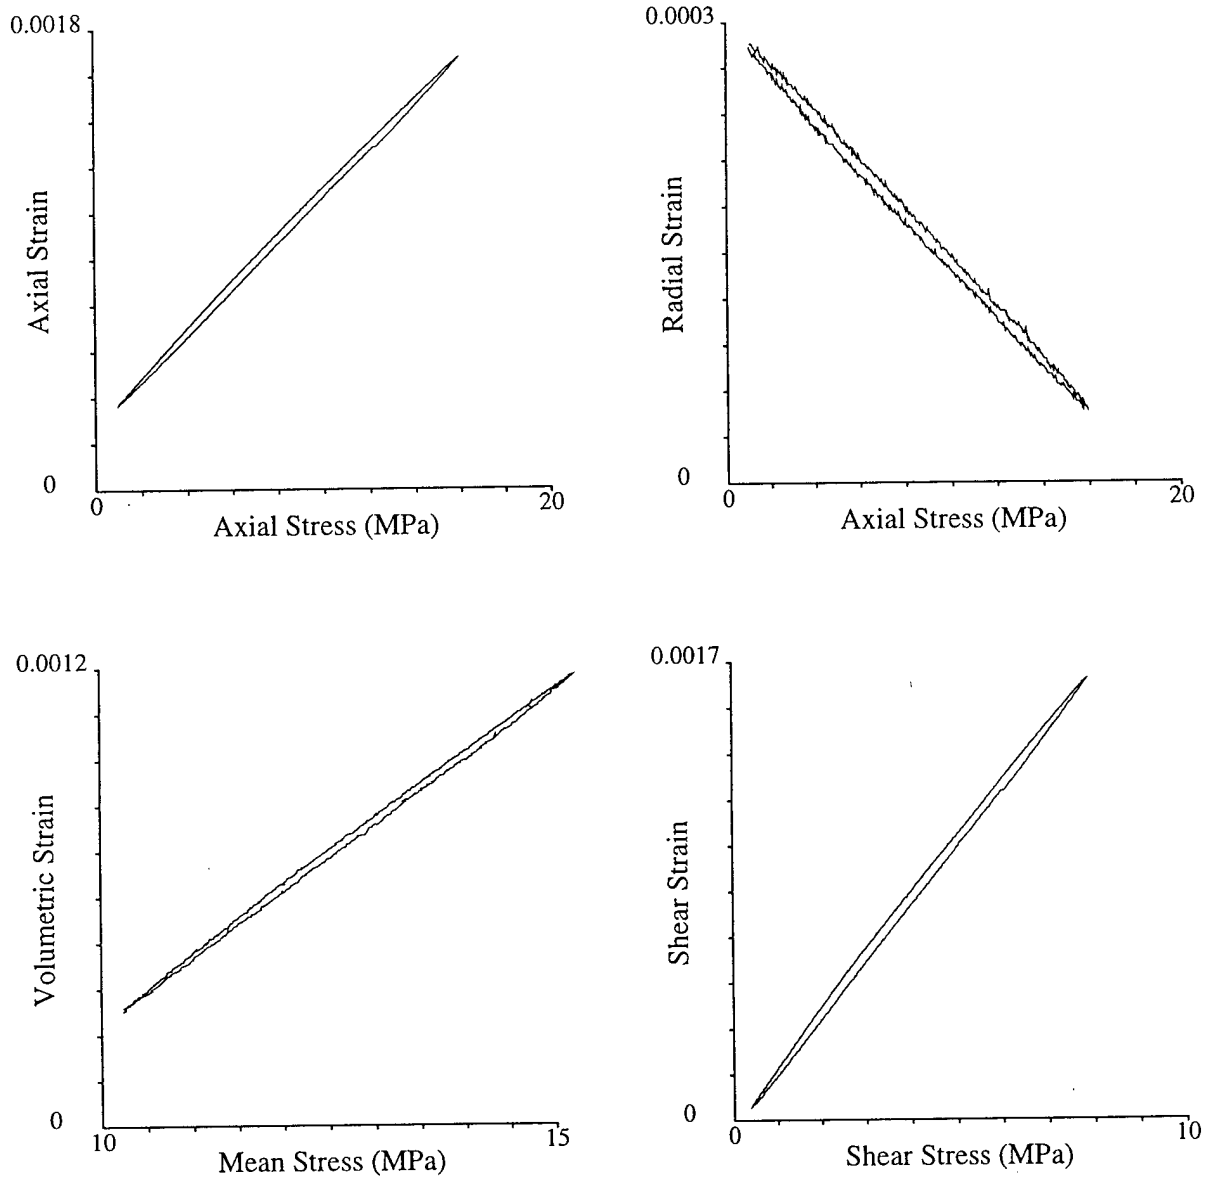 0.0018
Axial Strain
0
0
20
Axial Stress (MPa)
0.0003
Radial Strain
0
0
20
Axial Stress (MPa)
0.0012
Volumetric Strain
0
10
15
Mean Stress (MPa)
0.0017
Shear Strain
0
0
10
Shear Stress (MPa)